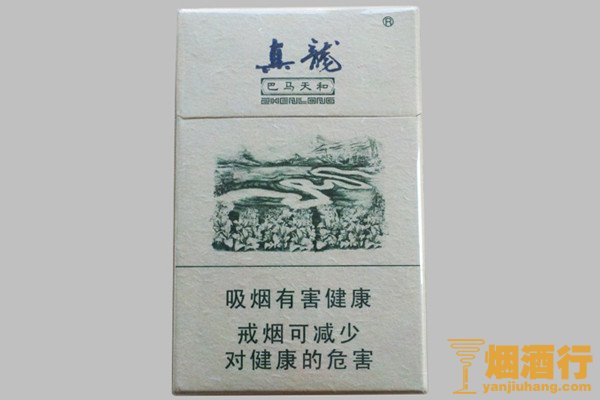 ®
真龍
巴马天和
ZHENLONG
吸烟有害健康
戒烟可减少
对健康的危害
烟酒行
yanjiuhang.com